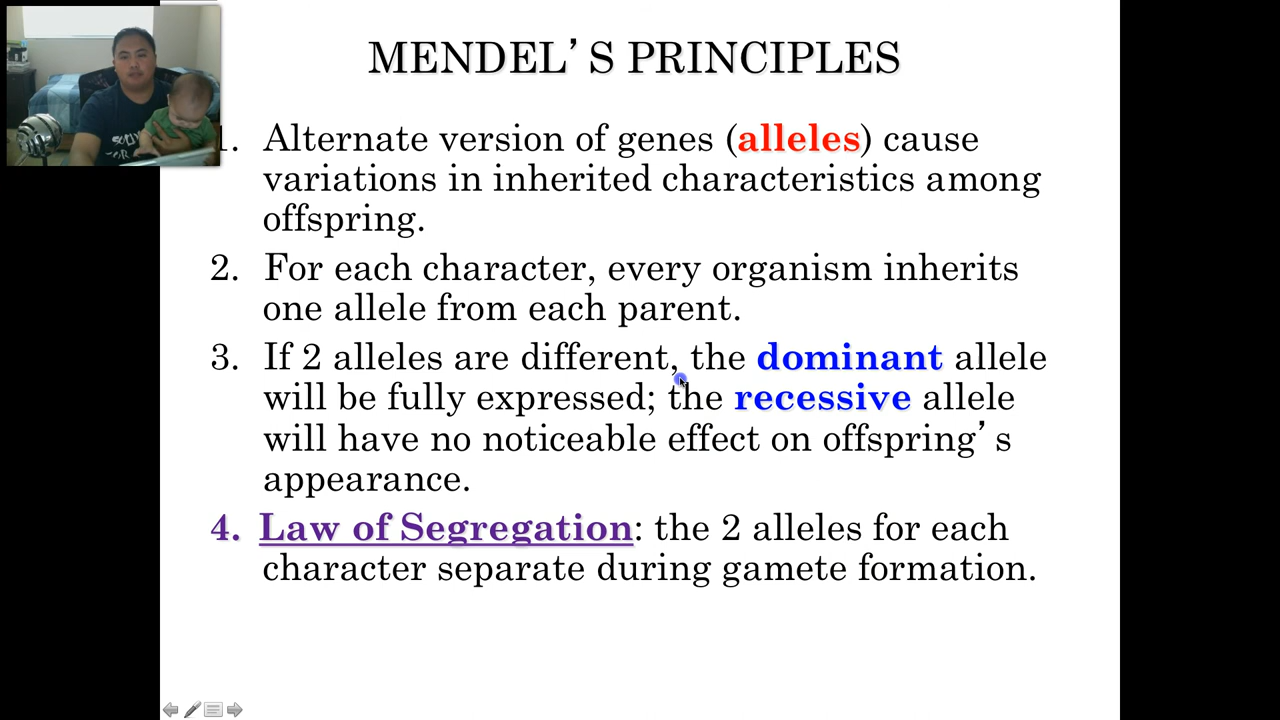 MENDEL’S PRINCIPLES
1. Alternate version of genes (alleles) cause
variations in inherited characteristics among
offspring.
2. For each character, every organism inherits
one allele from each parent.
3. If 2 alleles are different, the dominant allele
will be fully expressed; the recessive allele
will have no noticeable effect on offspring’s
appearance.
4. Law of Segregation: the 2 alleles for each
character separate during gamete formation.